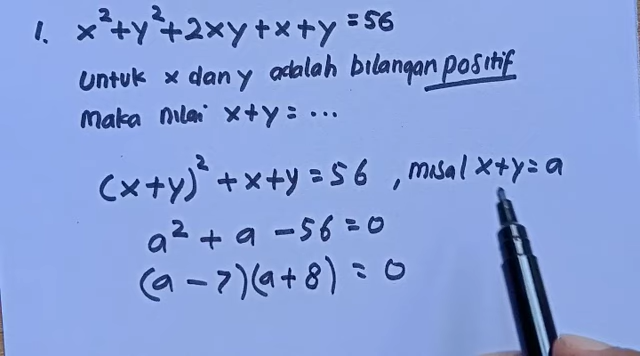 1. x²+y²+2xy+x+y=56
untuk x dan y adalah bilangan positif
maka nilai x+y=...
(x+y)²+x+y=56, misal x+y=a
a²+a-56=0
(a-7)(a+8)=0